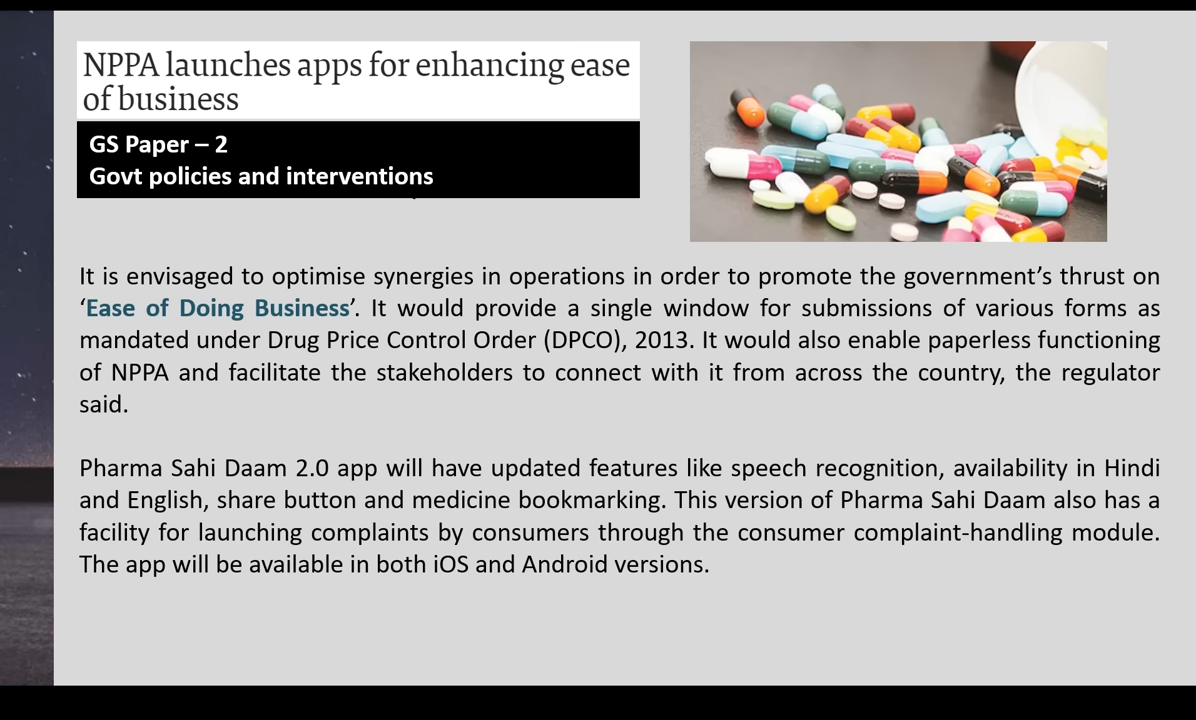 NPPA launches apps for enhancing ease
of business
GS Paper – 2
Govt policies and interventions
It is envisaged to optimise synergies in operations in order to promote the government's thrust on
‘Ease of Doing Business’. It would provide a single window for submissions of various forms as
mandated under Drug Price Control Order (DPCO), 2013. It would also enable paperless functioning
of NPPA and facilitate the stakeholders to connect with it from across the country, the regulator
said.
Pharma Sahi Daam 2.0 app will have updated features like speech recognition, availability in Hindi
and English, share button and medicine bookmarking. This version of Pharma Sahi Daam also has a
facility for launching complaints by consumers through the consumer complaint-handling module.
The app will be available in both iOS and Android versions.